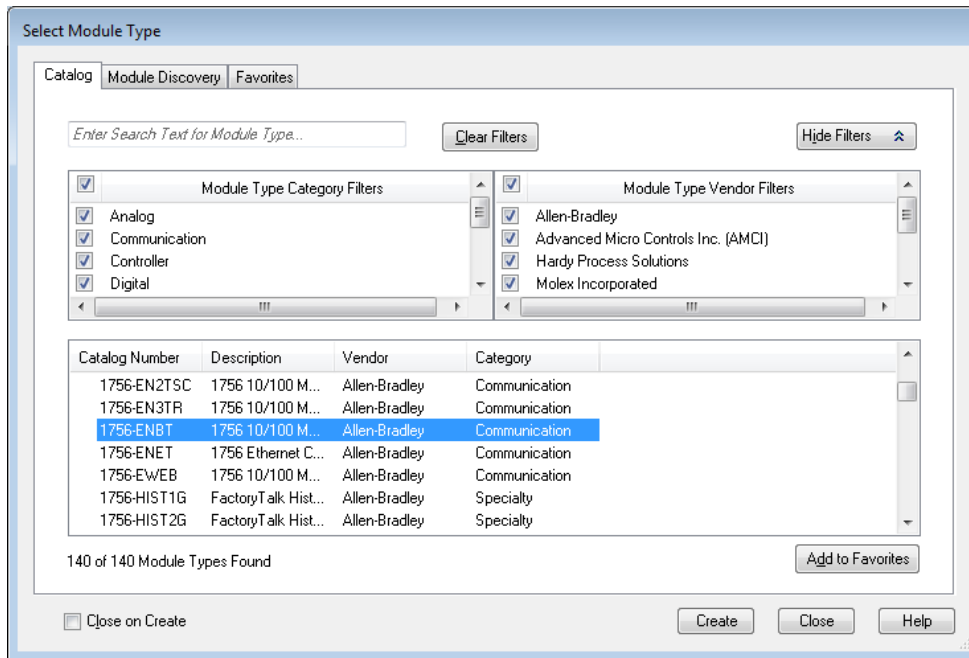 Select Module Type
Catalog Module Discovery Favorites
Enter Search Text for Module Type... Clear Filters Hide Filters
Module Type Category Filters Module Type Vendor Filters
Analog Allen-Bradley
Communication Advanced Micro Controls Inc. (AMCI)
Controller Hardy Process Solutions
Digital Molex Incorporated
Catalog Number Description Vendor Category
1756-EN2TSC 1756 10/100 M... Allen-Bradley Communication
1756-EN3TR 1756 10/100 M... Allen-Bradley Communication
1756-ENBT 1756 10/100 M... Allen-Bradley Communication
1756-ENET 1756 Ethernet C... Allen-Bradley Communication
1756-EWEB 1756 10/100 M... Allen-Bradley Communication
1756-HIST1G FactoryTalk Hist... Allen-Bradley Specialty
1756-HIST2G FactoryTalk Hist... Allen-Bradley Specialty
140 of 140 Module Types Found Add to Favorites
Close on Create Create Close Help